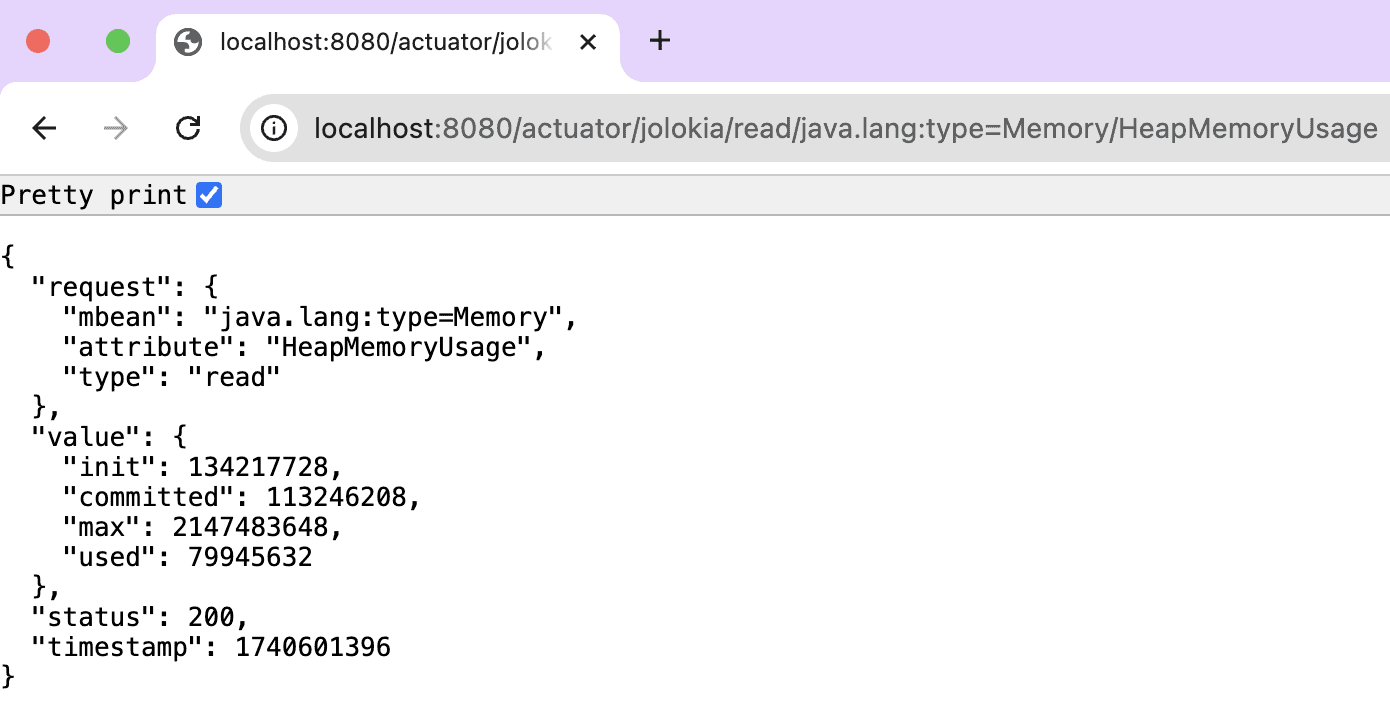 localhost:8080/actuator/jolok
localhost:8080/actuator/jolokia/read/java.lang:type=Memory/HeapMemoryUsage
Pretty print
{
  "request": {
    "mbean": "java.lang:type=Memory",
    "attribute": "HeapMemoryUsage",
    "type": "read"
  },
  "value": {
    "init": 134217728,
    "committed": 113246208,
    "max": 2147483648,
    "used": 79945632
  },
  "status": 200,
  "timestamp": 1740601396
}